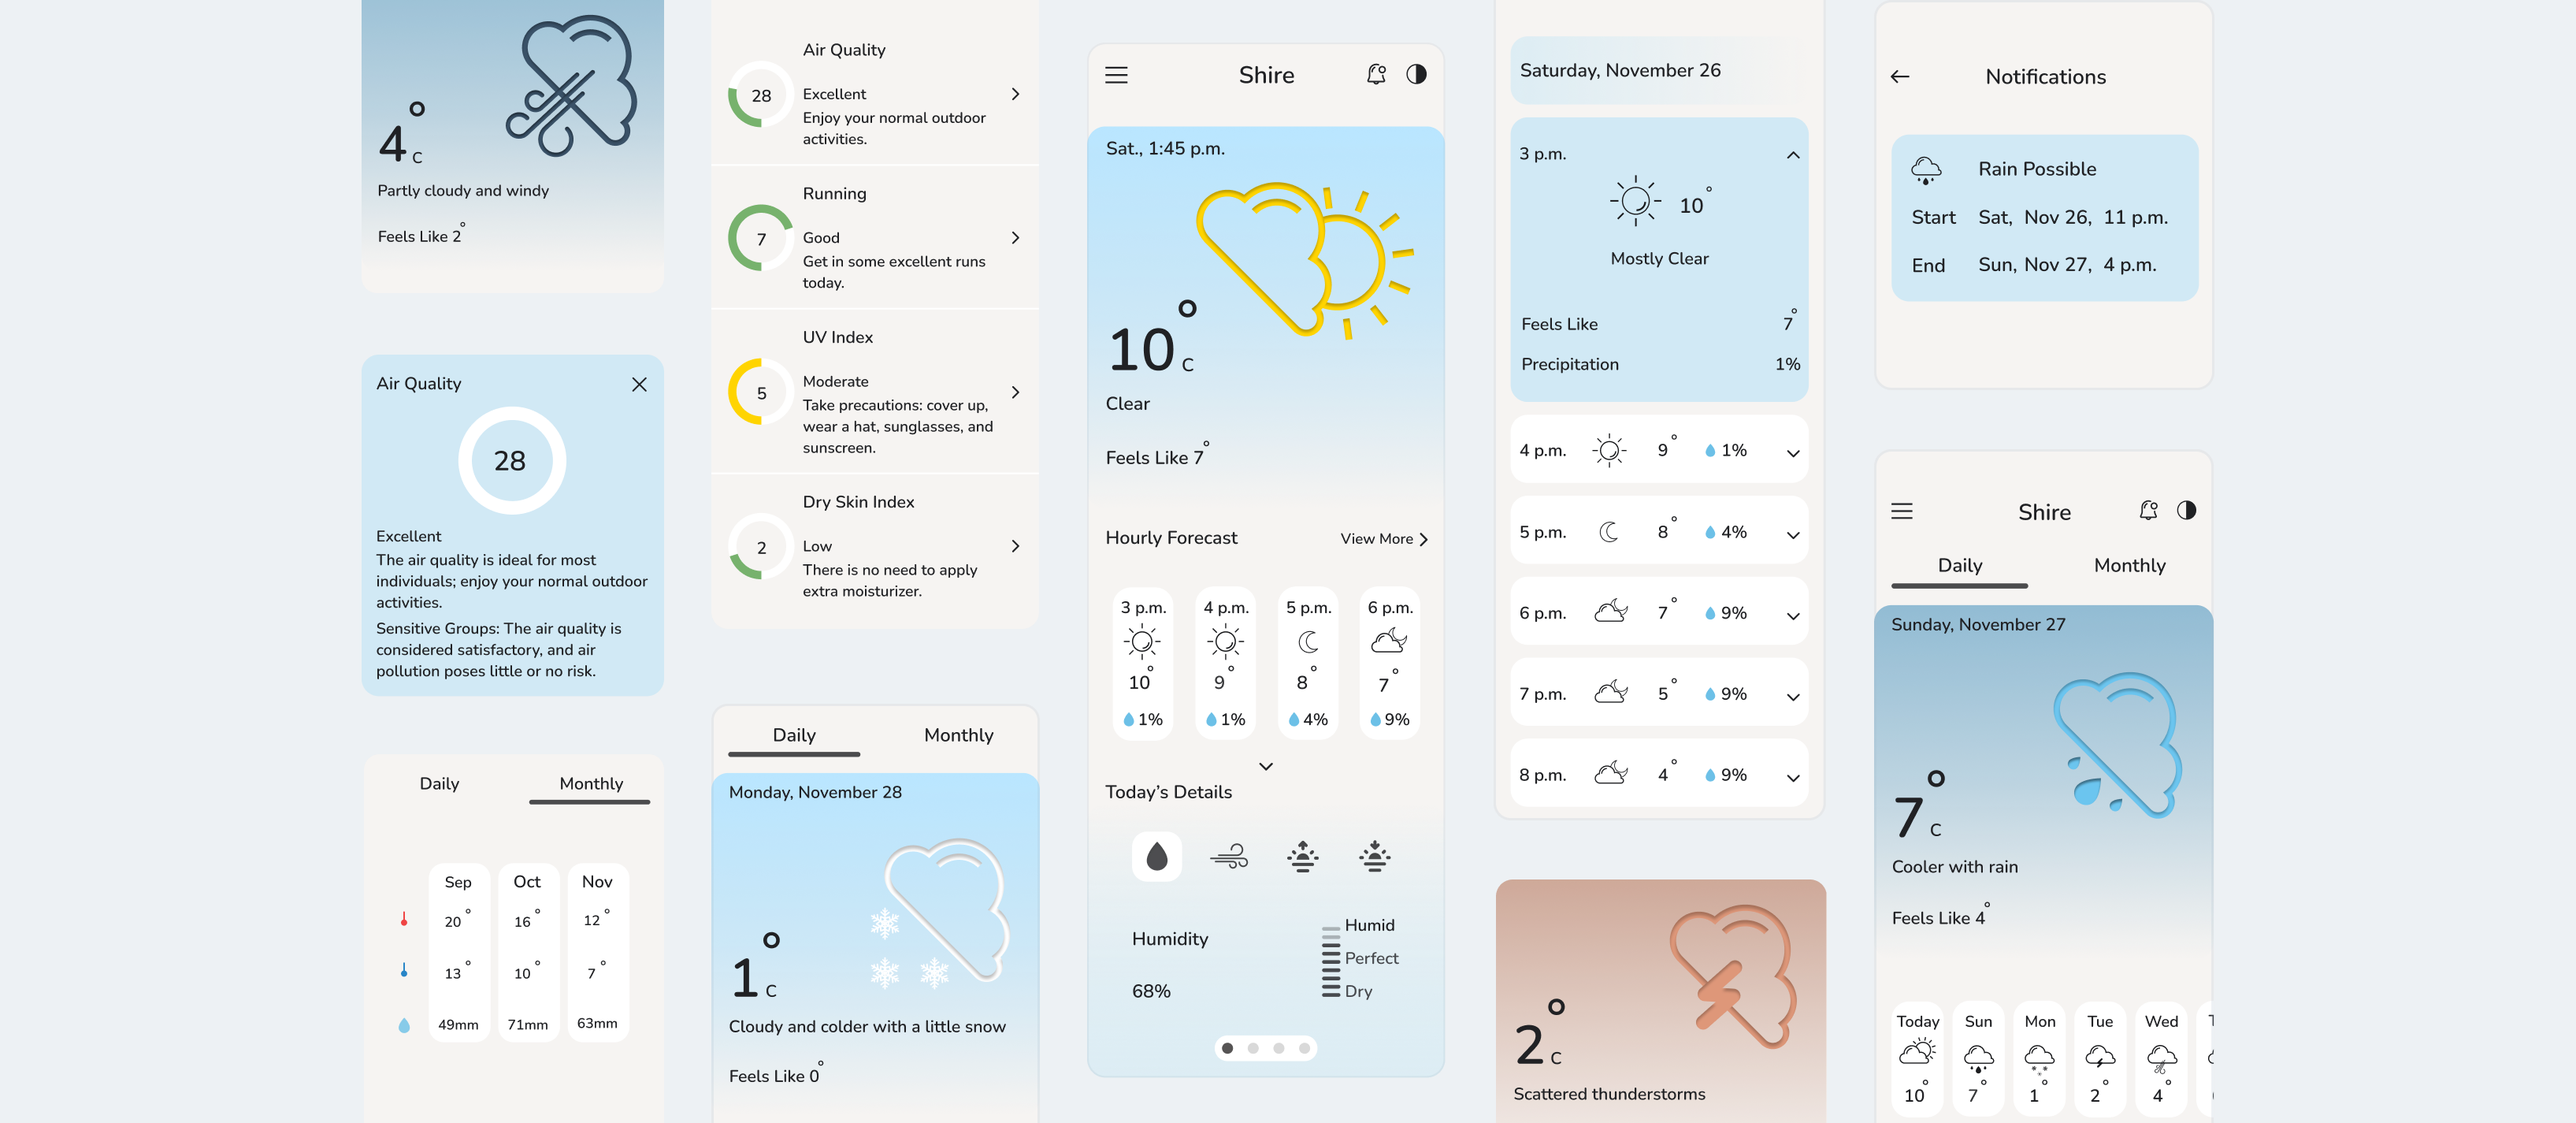 4°
C
Partly cloudy and windy
Feels Like 2°
Air Quality
28
Excellent
The air quality is ideal for most
individuals; enjoy your normal outdoor
activities.
Sensitive Groups: The air quality is
considered satisfactory, and air
pollution poses little or no risk.
Daily Monthly
Sep Oct Nov
20° 16° 12°
13° 10° 7°
49mm 71mm 63mm
Air Quality
28
Excellent
Enjoy your normal outdoor
activities.
Running
7
Good
Get in some excellent runs
today.
UV Index
5
Moderate
Take precautions: cover up,
wear a hat, sunglasses, and
sunscreen.
Dry Skin Index
2
Low
There is no need to apply
extra moisturizer.
Daily Monthly
Monday, November 28
1°
C
Cloudy and colder with a little snow
Feels Like 0°
Shire
Sat., 1:45 p.m.
10°
C
Clear
Feels Like 7°
Hourly Forecast View More
3 p.m. 4 p.m. 5 p.m. 6 p.m.
10° 9° 8° 7°
1% 1% 4% 9%
Today’s Details
Humidity
68%
Humid
Perfect
Dry
Saturday, November 26
3 p.m.
10°
Mostly Clear
Feels Like 7°
Precipitation 1%
4 p.m. 9° 1%
5 p.m. 8° 4%
6 p.m. 7° 9%
7 p.m. 5° 9%
8 p.m. 4° 9%
2°
C
Scattered thunderstorms
Notifications
Rain Possible
Start Sat, Nov 26, 11 p.m.
End Sun, Nov 27, 4 p.m.
Shire
Daily Monthly
Sunday, November 27
7°
C
Cooler with rain
Feels Like 4°
Today Sun Mon Tue Wed
10° 7° 1° 2° 4°